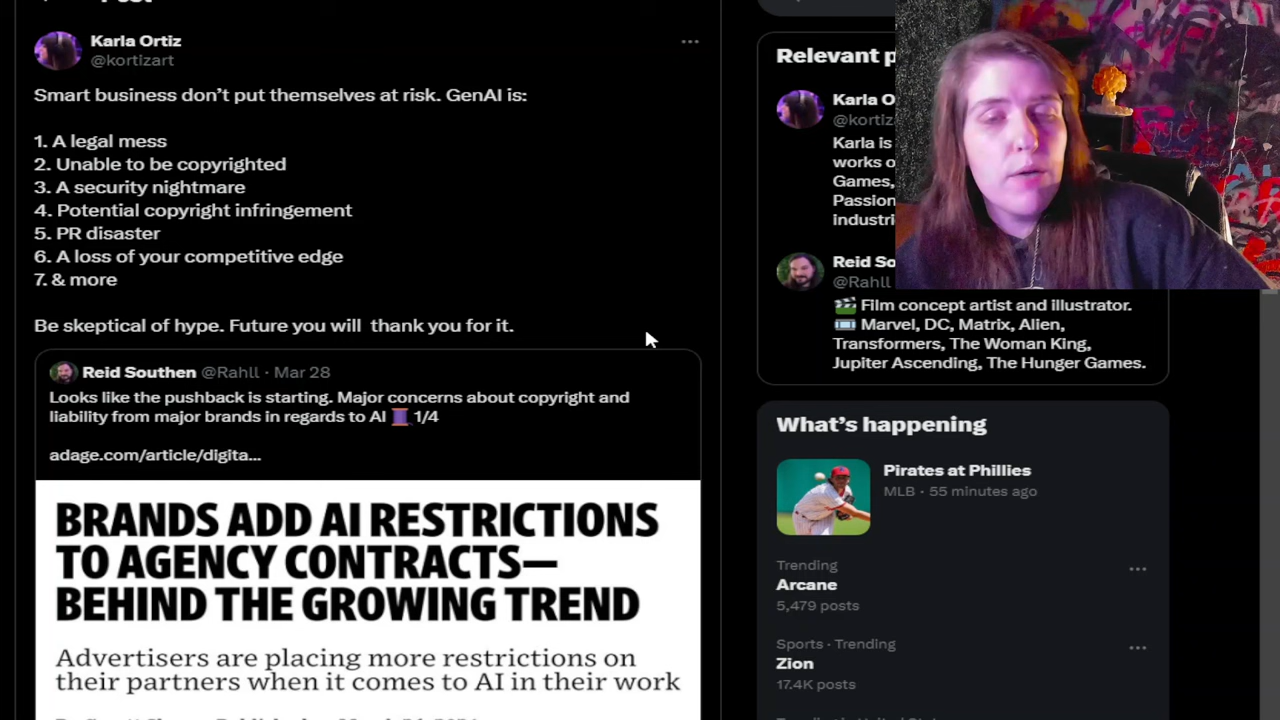 Karla Ortiz
@kortizart
Smart business don't put themselves at risk. GenAI is:
1. A legal mess
2. Unable to be copyrighted
3. A security nightmare
4. Potential copyright infringement
5. PR disaster
6. A loss of your competitive edge
7. & more
Be skeptical of hype. Future you will  thank you for it.
Reid Southen @Rahll · Mar 28
Looks like the pushback is starting. Major concerns about copyright and
liability from major brands in regards to AI 🧵 1/4
adage.com/article/digita...
BRANDS ADD AI RESTRICTIONS
TO AGENCY CONTRACTS—
BEHIND THE GROWING TREND
Advertisers are placing more restrictions on
their partners when it comes to AI in their work
Relevant
Karla
Karla is
works
Games,
Reid
@Rahll
🎬 Film concept artist and illustrator.
🎟️ Marvel, DC, Matrix, Alien,
Transformers, The Woman King,
Jupiter Ascending, The Hunger Games.
What's happening
Pirates at Phillies
MLB · 55 minutes ago
Trending
Arcane
5,479 posts
Sports · Trending
Zion
17.4K posts